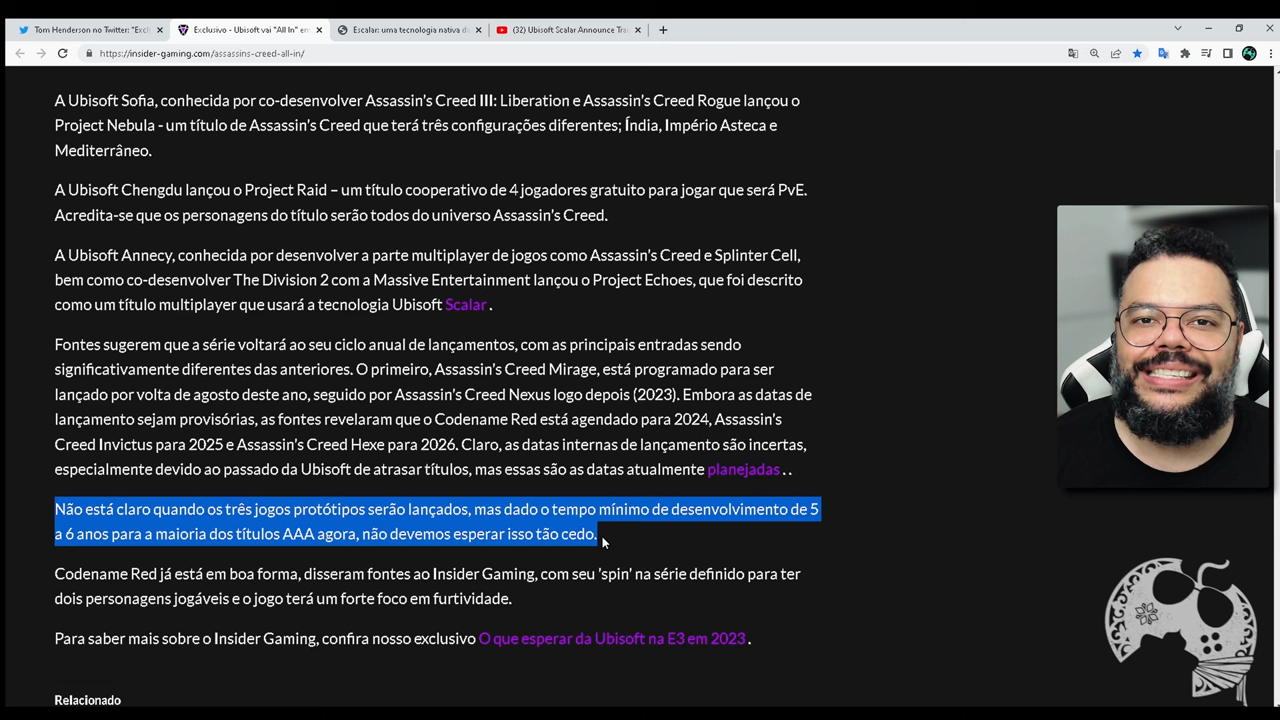 Tom Henderson no Twitter: "Excl
Exclusivo - Ubisoft vai "All In" em
Escalar: uma tecnologia nativa d
(32) Ubisoft Scalar Announce Tra
https://insider-gaming.com/assassins-creed-all-in/
A Ubisoft Sofia, conhecida por co-desenvolver Assassin's Creed III: Liberation e Assassin's Creed Rogue lançou o
Project Nebula - um título de Assassin's Creed que terá três configurações diferentes; Índia, Império Asteca e
Mediterrâneo.
A Ubisoft Chengdu lançou o Project Raid – um título cooperativo de 4 jogadores gratuito para jogar que será PvE.
Acredita-se que os personagens do título serão todos do universo Assassin's Creed.
A Ubisoft Annecy, conhecida por desenvolver a parte multiplayer de jogos como Assassin's Creed e Splinter Cell,
bem como co-desenvolver The Division 2 com a Massive Entertainment lançou o Project Echoes, que foi descrito
como um título multiplayer que usará a tecnologia Ubisoft Scalar .
Fontes sugerem que a série voltará ao seu ciclo anual de lançamentos, com as principais entradas sendo
significativamente diferentes das anteriores. O primeiro, Assassin's Creed Mirage, está programado para ser
lançado por volta de agosto deste ano, seguido por Assassin's Creed Nexus logo depois (2023). Embora as datas de
lançamento sejam provisórias, as fontes revelaram que o Codename Red está agendado para 2024, Assassin's
Creed Invictus para 2025 e Assassin's Creed Hexe para 2026. Claro, as datas internas de lançamento são incertas,
especialmente devido ao passado da Ubisoft de atrasar títulos, mas essas são as datas atualmente planejadas . .
Não está claro quando os três jogos protótipos serão lançados, mas dado o tempo mínimo de desenvolvimento de 5
a 6 anos para a maioria dos títulos AAA agora, não devemos esperar isso tão cedo.
Codename Red já está em boa forma, disseram fontes ao Insider Gaming, com seu 'spin' na série definido para ter
dois personagens jogáveis e o jogo terá um forte foco em furtividade.
Para saber mais sobre o Insider Gaming, confira nosso exclusivo O que esperar da Ubisoft na E3 em 2023 .
Relacionado